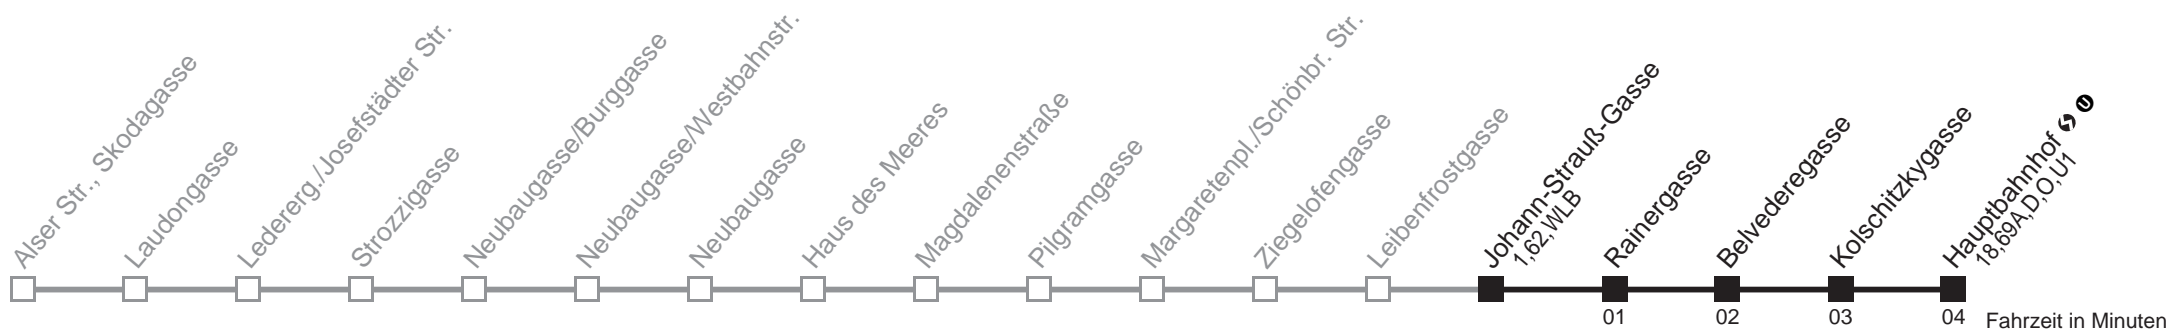 Alser Str., Skodagasse
Laudongasse
Ledererg./Josefstädter Str.
Strozzigasse
Neubaugasse/Burggasse
Neubaugasse/Westbahnstr.
Neubaugasse
Haus des Meeres
Magdalenenstraße
Pilgramgasse
Margaretenpl./Schönbr. Str.
Ziegelofengasse
Leibenfrostgasse
Johann-Strauß-Gasse
1,62,WLB
Rainergasse
Belvederegasse
Kolschitzkygasse
Hauptbahnhof S U
18,69A,D,O,U1
01
02
03
04
Fahrzeit in Minuten